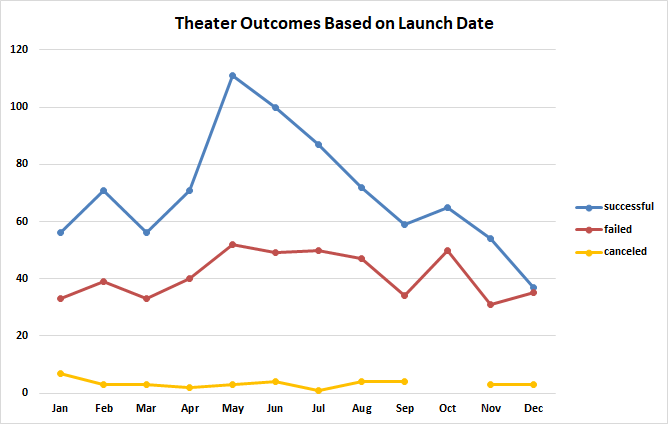 Theater Outcomes Based on Launch Date
120
100
80
60
40
20
0
Jan Feb Mar Apr May Jun Jul Aug Sep Oct Nov Dec
successful
failed
canceled